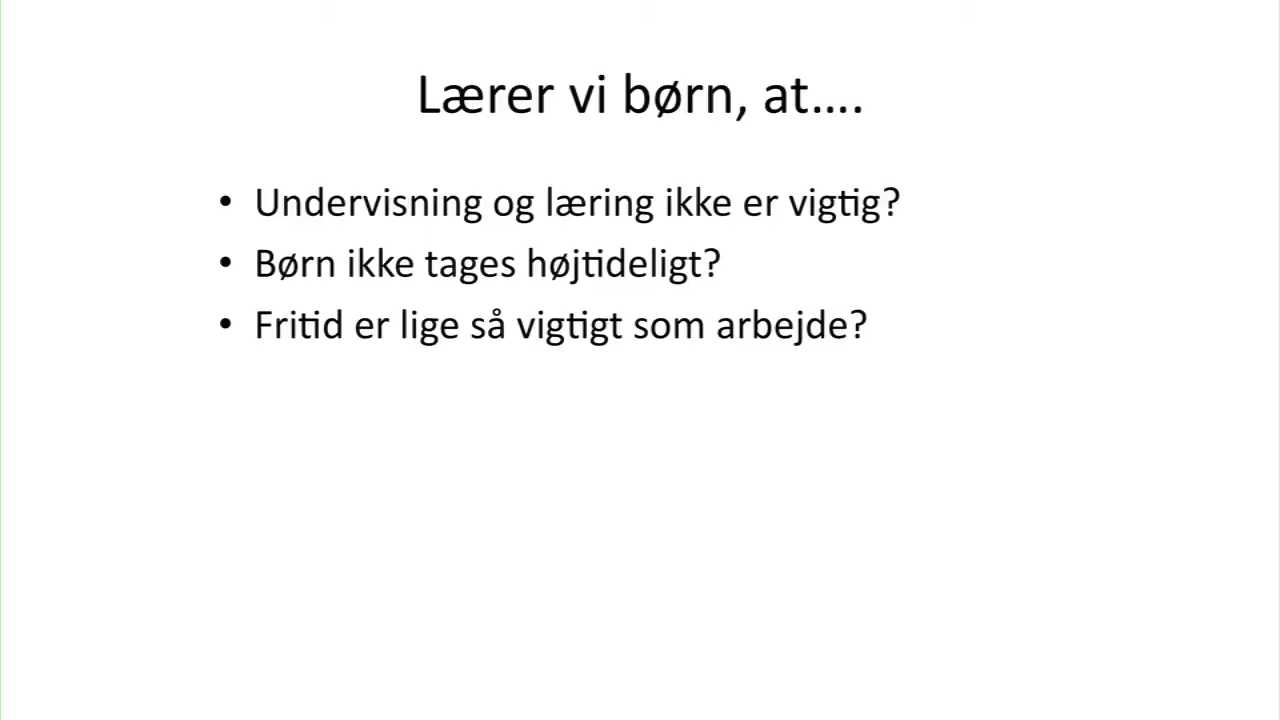 Lærer vi børn, at….
• Undervisning og læring ikke er vigtig?
• Børn ikke tages højtideligt?
• Fritid er lige så vigtigt som arbejde?